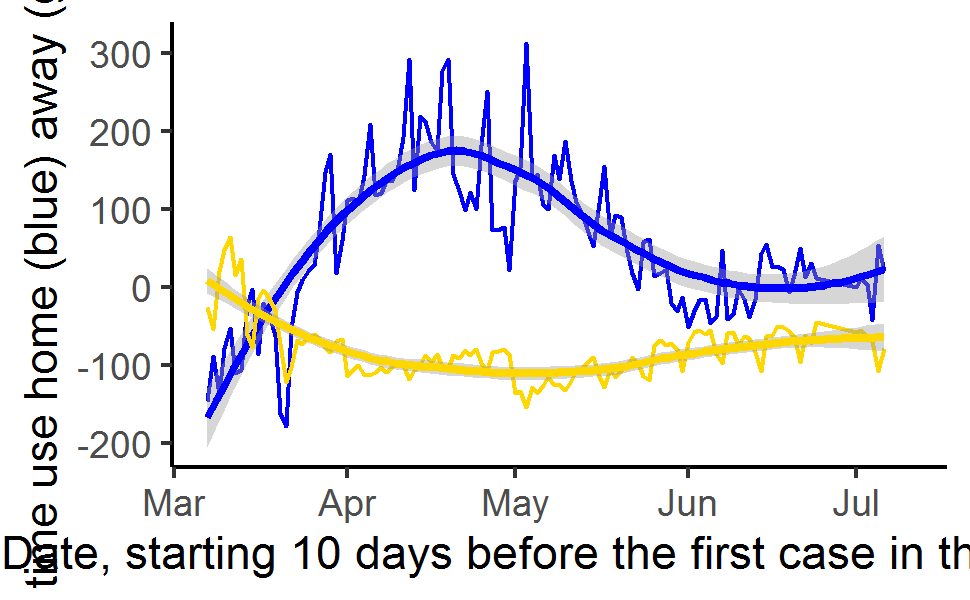 time use home (blue) away (
300
200
100
0
-100
-200
Mar Apr May Jun Jul
Date, starting 10 days before the first case in th